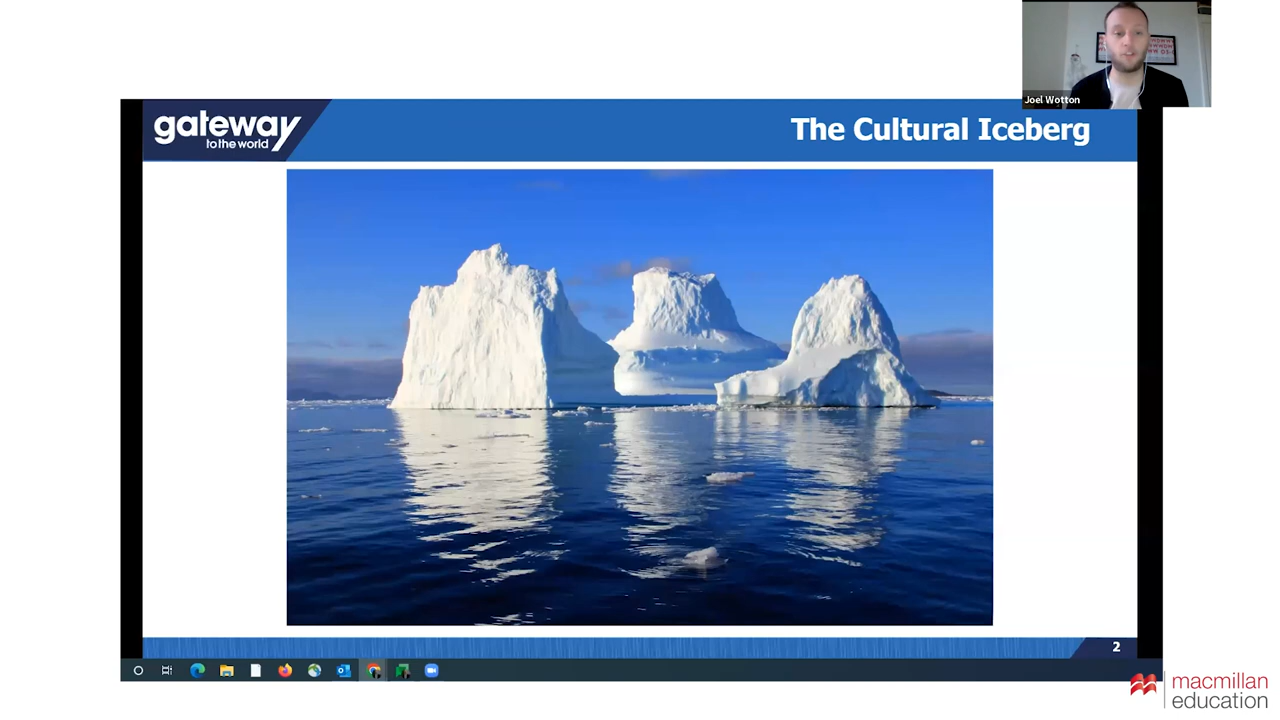 Joel Wotton
gateway
to the world
The Cultural Iceberg
2
macmillan
education